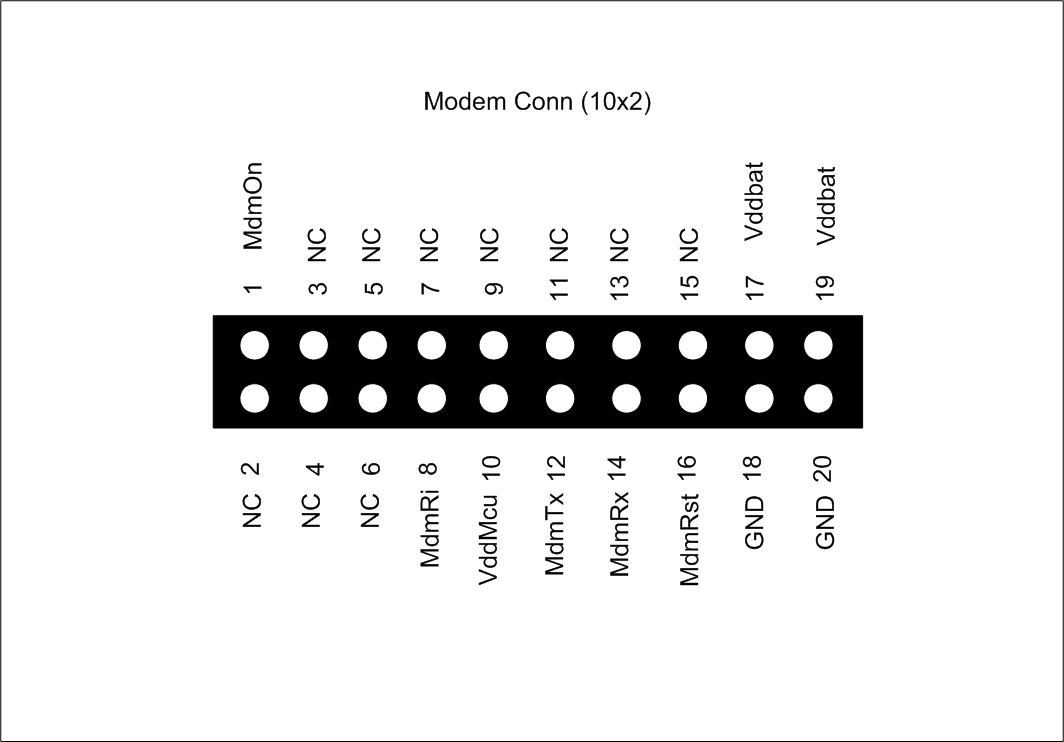 Modem Conn (10x2)
1 MdmOn
3 NC
5 NC
7 NC
9 NC
11 NC
13 NC
15 NC
17 Vddbat
19 Vddbat
NC 2
NC 4
NC 6
MdmRi 8
VddMcu 10
MdmTx 12
MdmRx 14
MdmRst 16
GND 18
GND 20